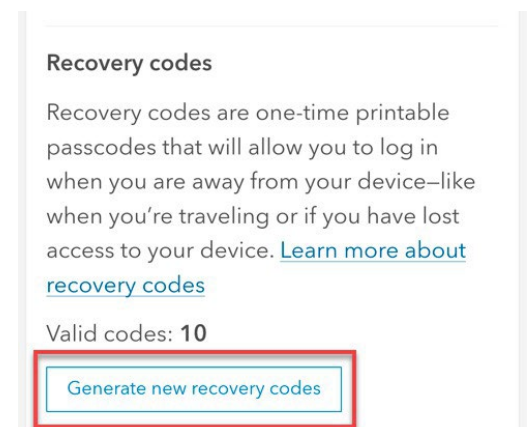 Recovery codes
Recovery codes are one-time printable
passcodes that will allow you to log in
when you are away from your device—like
when you’re traveling or if you have lost
access to your device. Learn more about
recovery codes
Valid codes: 10
Generate new recovery codes